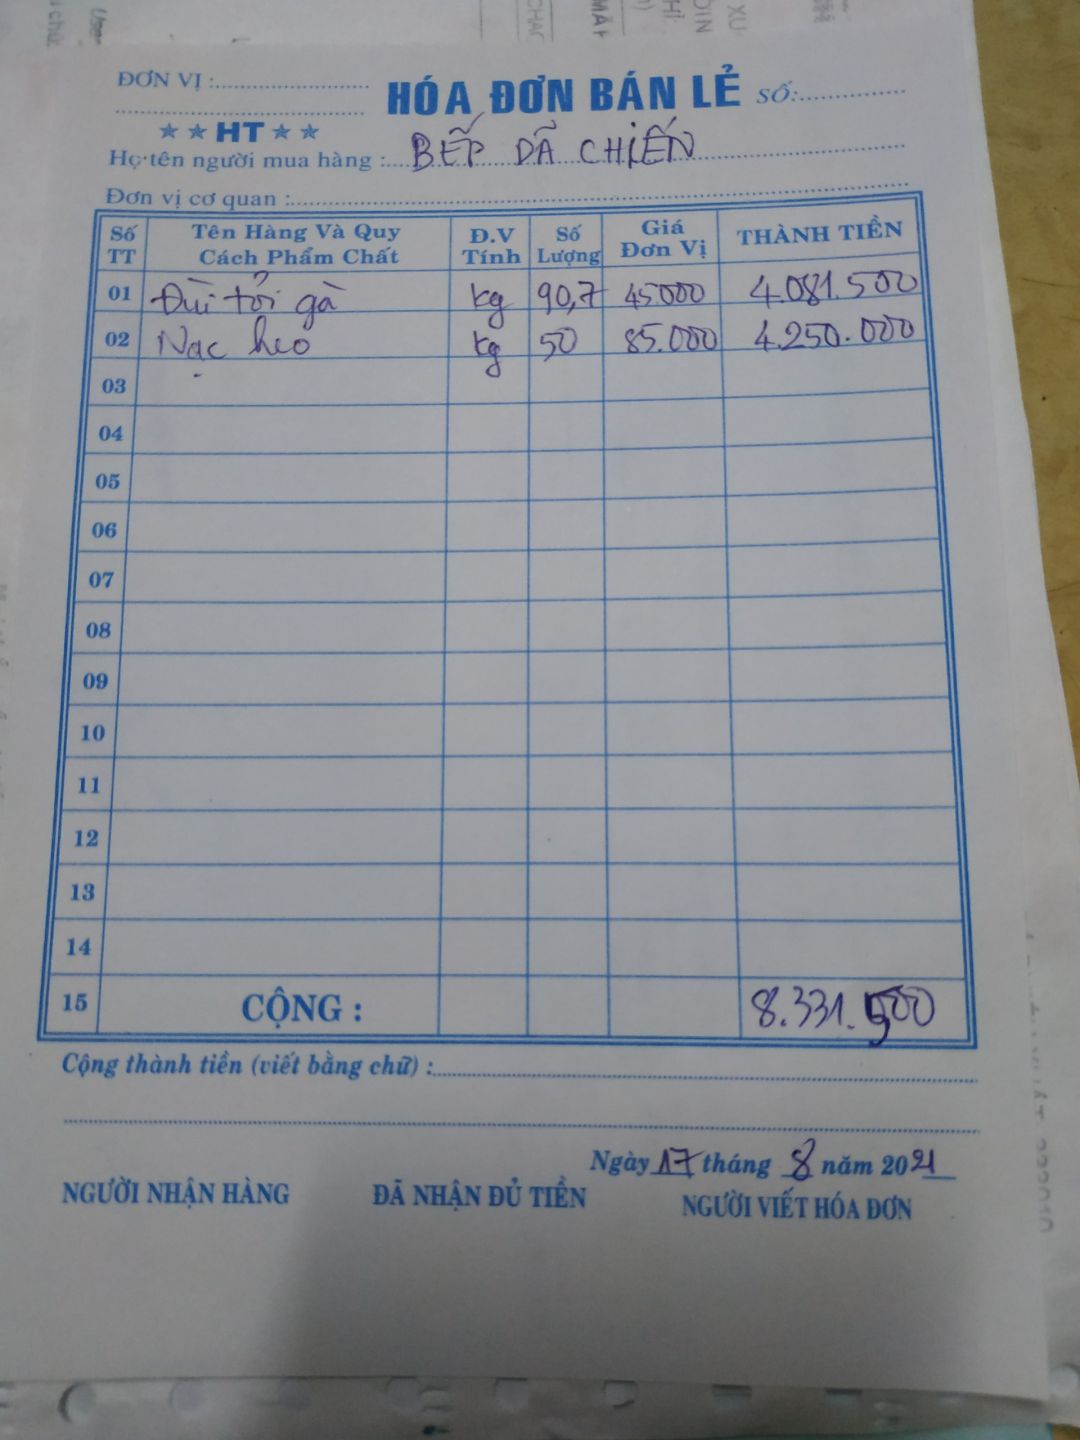 ĐƠN VỊ :
HÓA ĐƠN BÁN LẺ SỐ:
★ ★ HT ★ ★
Họ tên người mua hàng : BẾP DÃ CHIẾN
Đơn vị cơ quan :
Số TT Tên Hàng Và Quy Cách Phẩm Chất Đ.V Tính Số Lượng Giá Đơn Vị THÀNH TIỀN
01 Đùi tỏi gà kg 90,7 45000 4.081.500
02 Nạc heo kg 50 85.000 4.250.000
03
04
05
06
07
08
09
10
11
12
13
14
15 CỘNG : 8.331.500
Cộng thành tiền (viết bằng chữ) :
Ngày 17 tháng 8 năm 2021
NGƯỜI NHẬN HÀNG ĐÃ NHẬN ĐỦ TIỀN NGƯỜI VIẾT HÓA ĐƠN